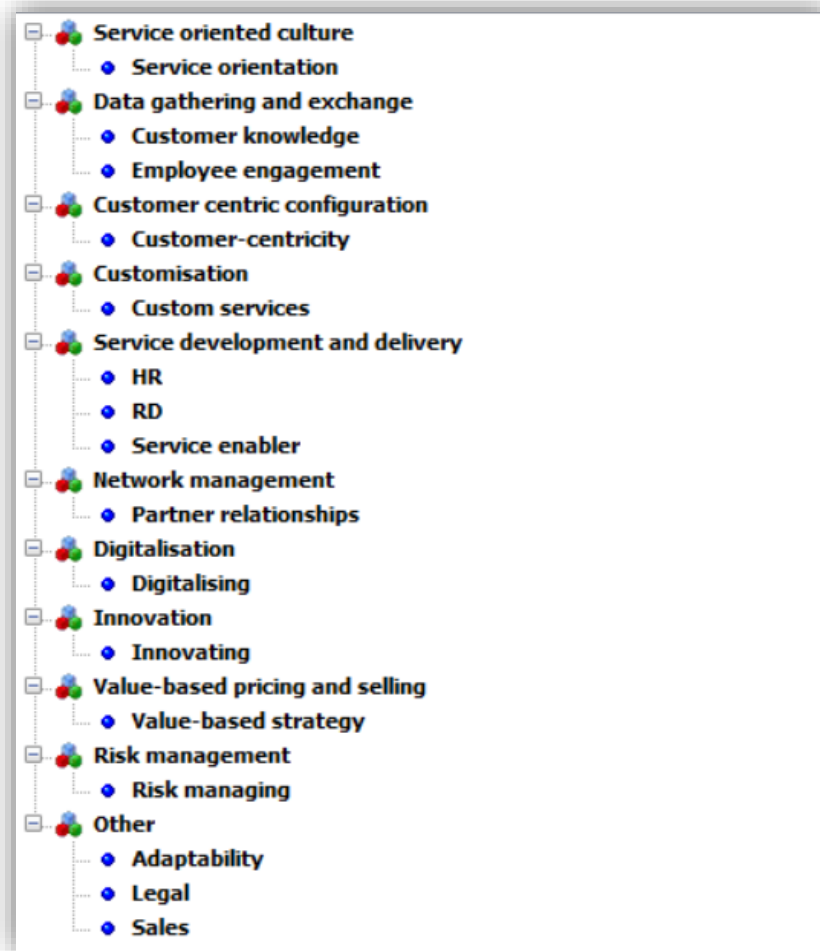 Service oriented culture
Service orientation
Data gathering and exchange
Customer knowledge
Employee engagement
Customer centric configuration
Customer-centricity
Customisation
Custom services
Service development and delivery
HR
RD
Service enabler
Network management
Partner relationships
Digitalisation
Digitalising
Innovation
Innovating
Value-based pricing and selling
Value-based strategy
Risk management
Risk managing
Other
Adaptability
Legal
Sales